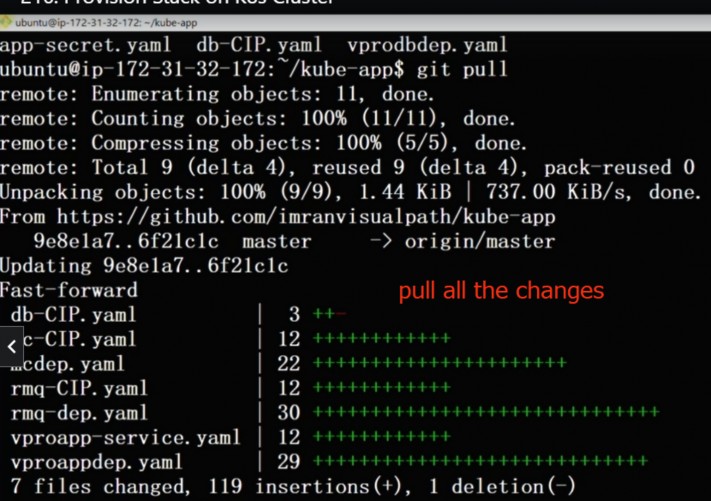 ubuntu@ip-172-31-32-172: ~/kube-app
app-secret.yaml  db-CIP.yaml  vprodbdep.yaml
ubuntu@ip-172-31-32-172:~/kube-app$ git pull
remote: Enumerating objects: 11, done.
remote: Counting objects: 100% (11/11), done.
remote: Compressing objects: 100% (5/5), done.
remote: Total 9 (delta 4), reused 9 (delta 4), pack-reused 0
Unpacking objects: 100% (9/9), 1.44 KiB | 737.00 KiB/s, done.
From https://github.com/imranvisualpath/kube-app
   9e8e1a7..6f21c1c  master     -> origin/master
Updating 9e8e1a7..6f21c1c
Fast-forward
pull all the changes
 db-CIP.yaml          |  3 ++-
c-CIP.yaml          | 12 ++++++++++++
cdep.yaml           | 22 ++++++++++++++++++++++
 rmq-CIP.yaml         | 12 ++++++++++++
 rmq-dep.yaml         | 30 ++++++++++++++++++++++++++++++
 vproapp-service.yaml | 12 ++++++++++++
 vproappdep.yaml      | 29 +++++++++++++++++++++++++++++
 7 files changed, 119 insertions(+), 1 deletion(-)